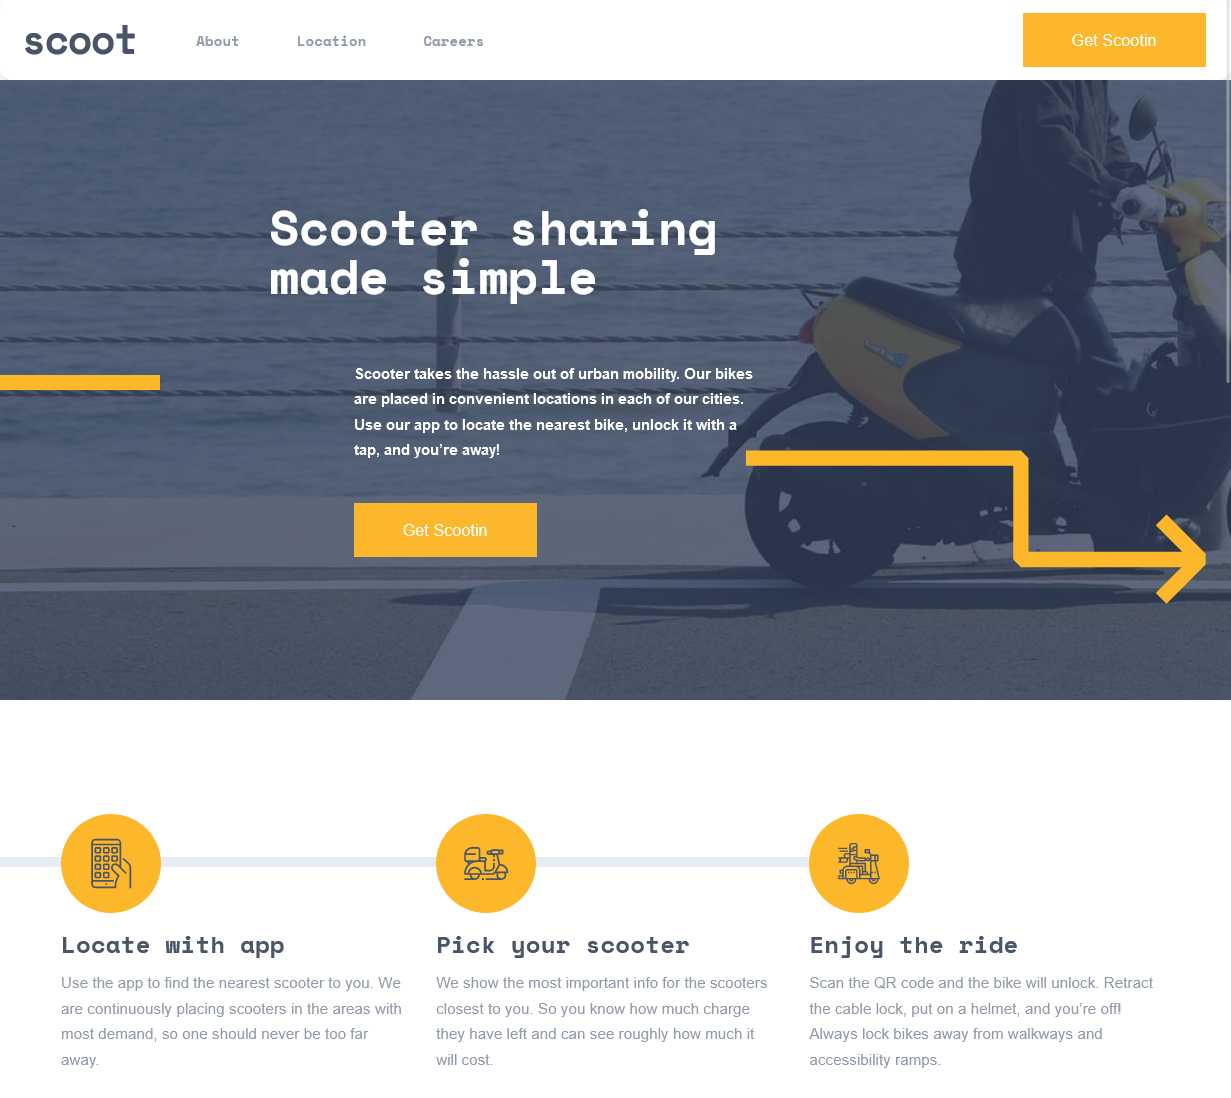 scoot
About
Location
Careers
Get Scootin
Scooter sharing
made simple
Scooter takes the hassle out of urban mobility. Our bikes
are placed in convenient locations in each of our cities.
Use our app to locate the nearest bike, unlock it with a
tap, and you’re away!
Get Scootin
Locate with app
Use the app to find the nearest scooter to you. We
are continuously placing scooters in the areas with
most demand, so one should never be too far
away.
Pick your scooter
We show the most important info for the scooters
closest to you. So you know how much charge
they have left and can see roughly how much it
will cost.
Enjoy the ride
Scan the QR code and the bike will unlock. Retract
the cable lock, put on a helmet, and you’re off!
Always lock bikes away from walkways and
accessibility ramps.